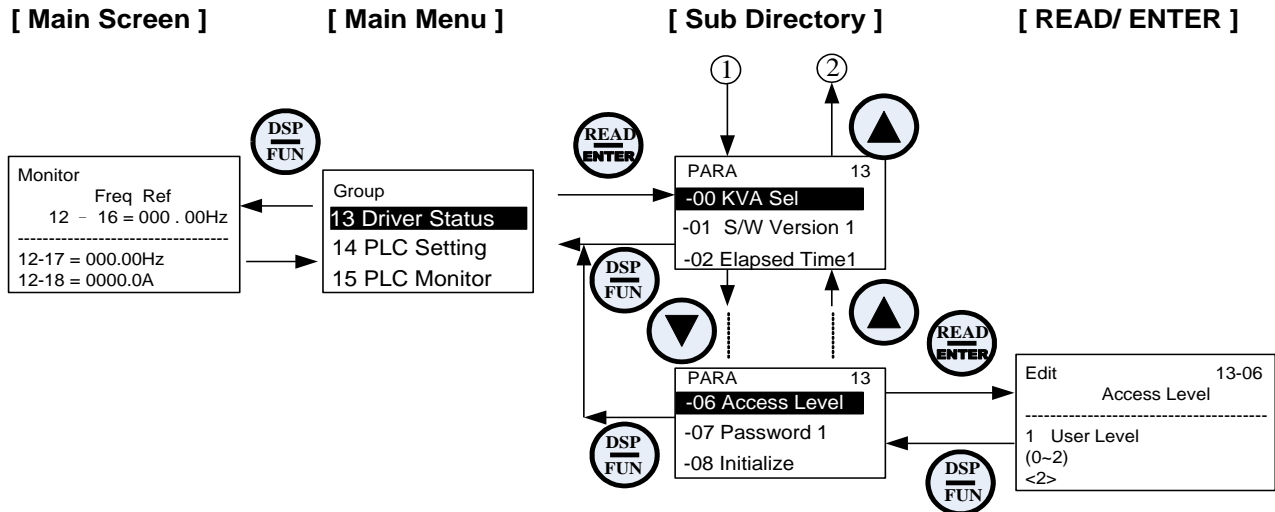 [ Main Screen ]
[ Main Menu ]
[ Sub Directory ]
[ READ/ ENTER ]
1
2
DSP
FUN
READ
ENTER
Monitor
Freq Ref
12 - 16 = 000 . 00Hz
-----------------------------------
12-17 = 000.00Hz
12-18 = 0000.0A
Group
13 Driver Status
14 PLC Setting
15 PLC Monitor
PARA 13
-00 KVA Sel
-01 S/W Version 1
-02 Elapsed Time1
DSP
FUN
READ
ENTER
PARA 13
-06 Access Level
-07 Password 1
-08 Initialize
DSP
FUN
Edit 13-06
Access Level
----------------------------------------
1 User Level
(0~2)
<2>
DSP
FUN